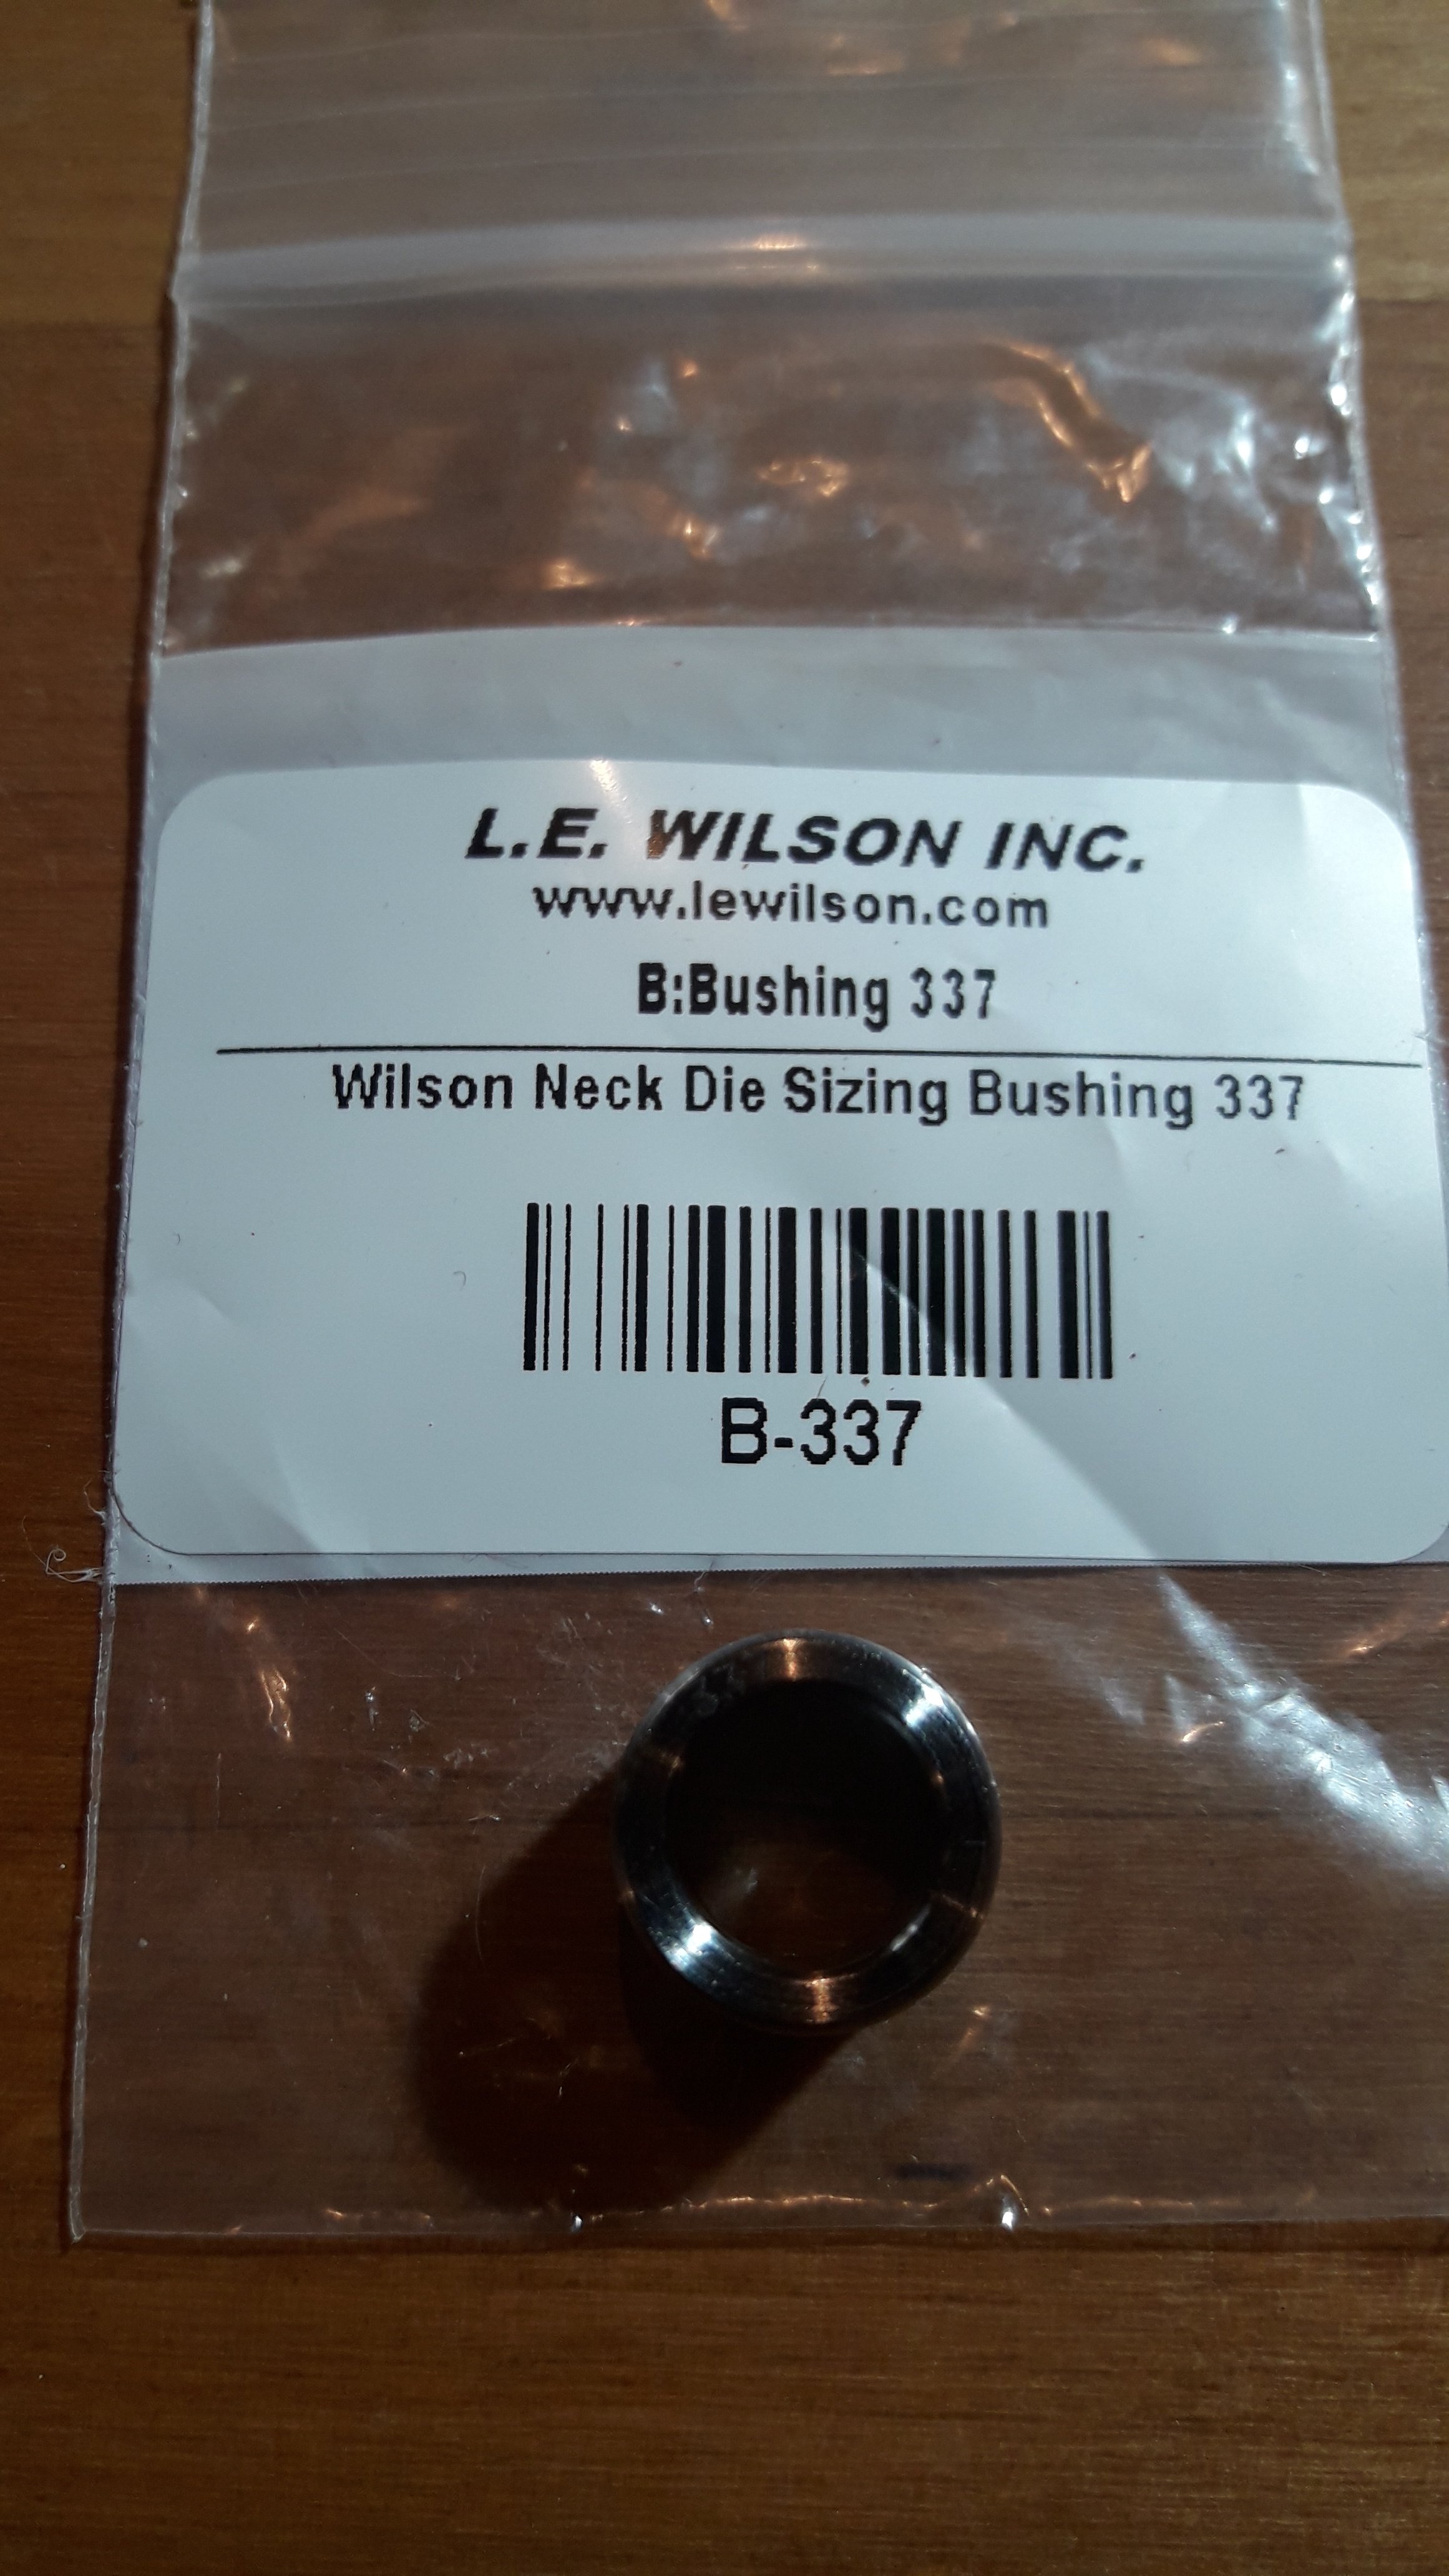 L.E. WILSON INC.
www.lewilson.com
B:Bushing 337
Wilson Neck Die Sizing Bushing 337
B-337